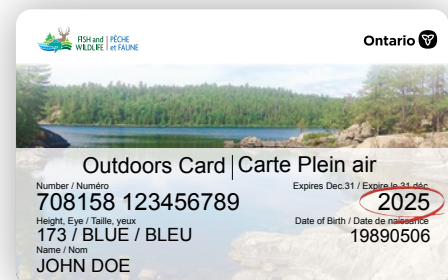 FISH and WILDLIFE | PÊCHE et FAUNE
Ontario
Outdoors Card | Carte Plein air
Number / Numéro
708158 123456789
Expires Dec.31 / Expire le 31 déc
2025
Height, Eye / Taille, yeux
173 / BLUE / BLEU
Date of Birth / Date de naissance
19890506
Name / Nom
JOHN DOE